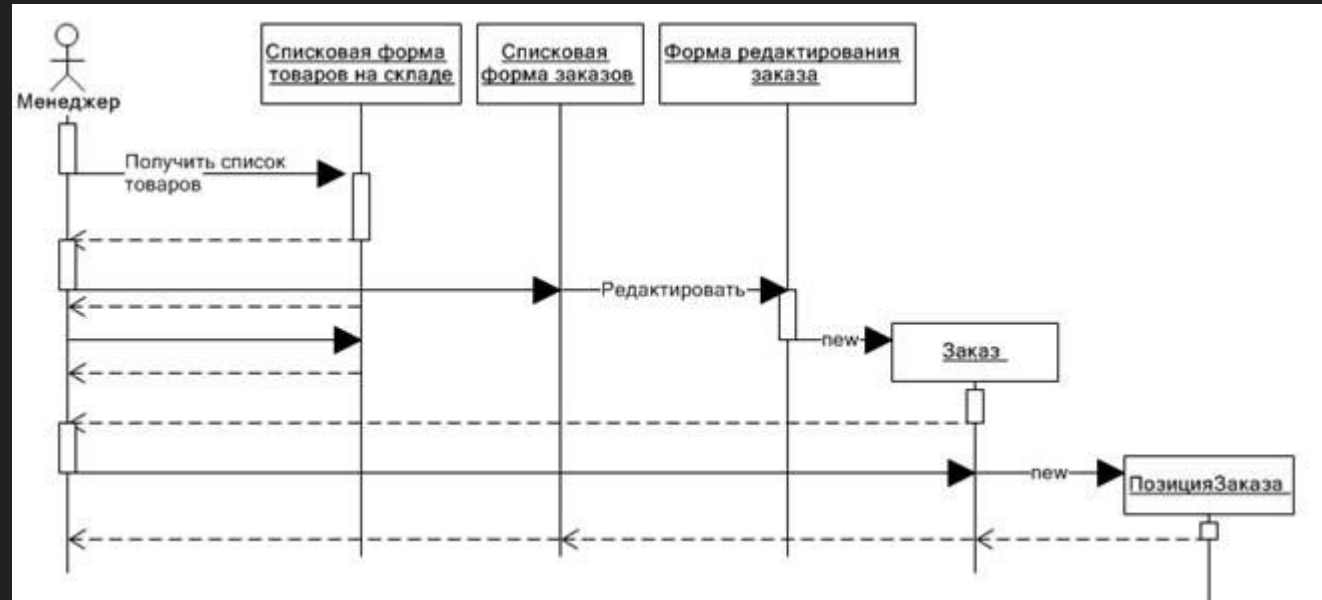 Менеджер
Списковая форма
товаров на складе
Списковая
форма заказов
Форма редактирования
заказа
Получить список
товаров
Редактировать
new
Заказ
new
ПозицияЗаказа